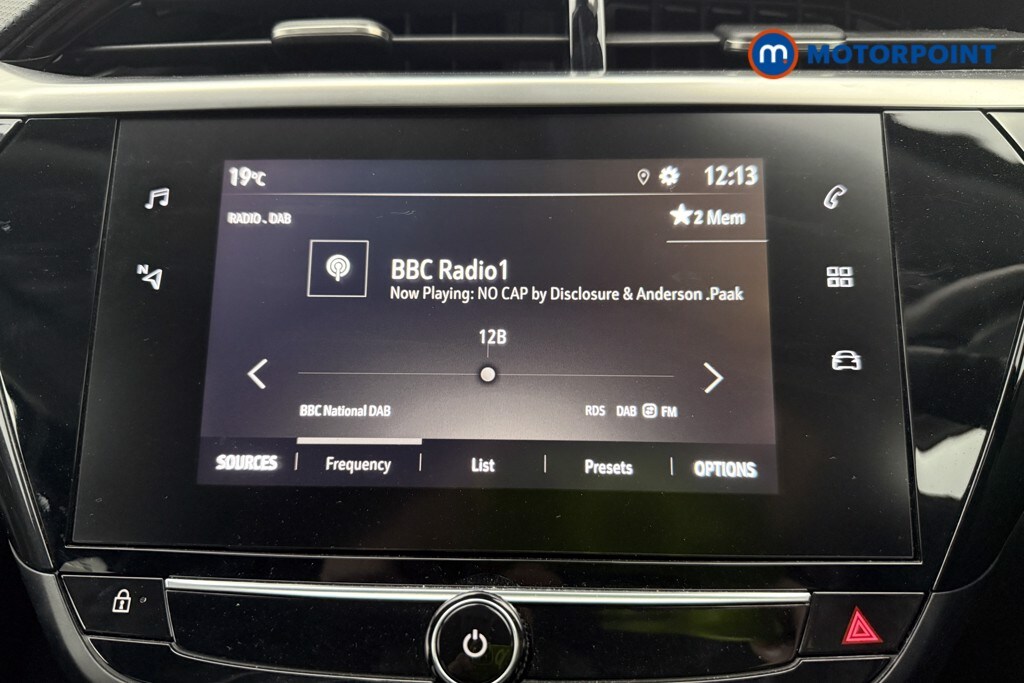 m MOTORPOINT
19°C 12:13
RADIO . DAB 2 Mem
BBC Radio1
Now Playing: NO CAP by Disclosure & Anderson .Paak
N
12B
BBC National DAB RDS DAB FM
SOURCES Frequency List Presets OPTIONS